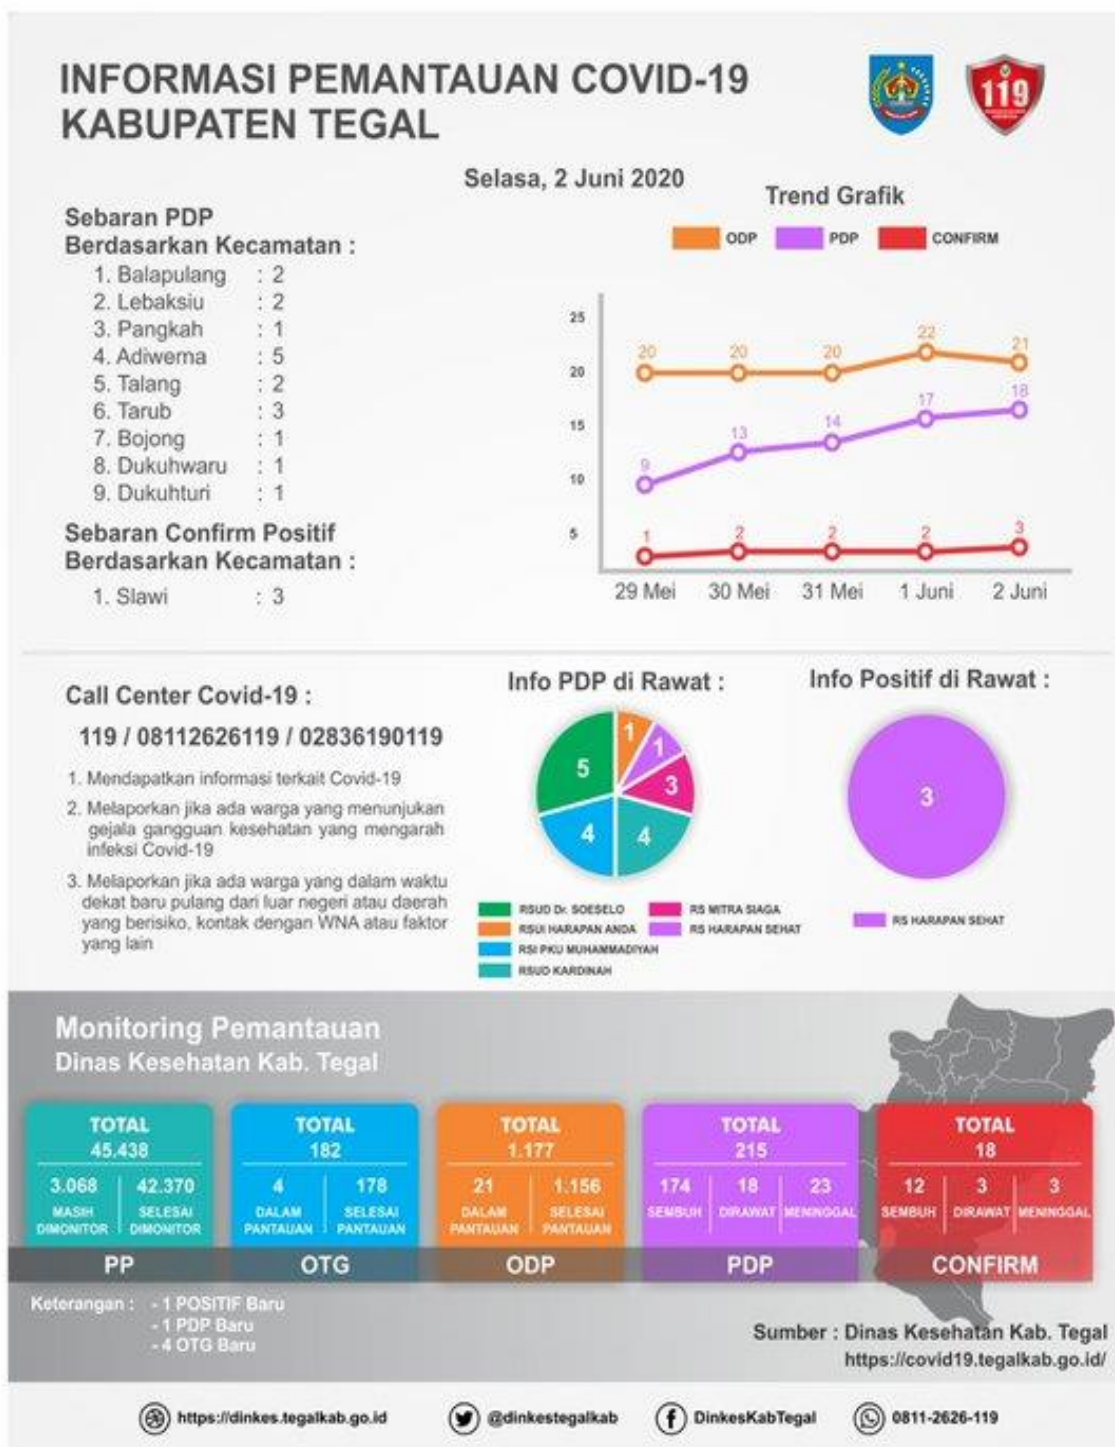 INFORMASI PEMANTAUAN COVID-19
KABUPATEN TEGAL
119
Selasa, 2 Juni 2020
Sebaran PDP
Berdasarkan Kecamatan :
1. Balapulang : 2
2. Lebaksiu : 2
3. Pangkah : 1
4. Adiwerna : 5
5. Talang : 2
6. Tarub : 3
7. Bojong : 1
8. Dukuhwaru : 1
9. Dukuhturi : 1
Sebaran Confirm Positif
Berdasarkan Kecamatan :
1. Slawi : 3
Trend Grafik
ODP PDP CONFIRM
25
20
15
10
5
20 20 20 22 21
9 13 14 17 18
1 2 2 2 3
29 Mei 30 Mei 31 Mei 1 Juni 2 Juni
Call Center Covid-19 :
119 / 08112626119 / 02836190119
1. Mendapatkan informasi terkait Covid-19
2. Melaporkan jika ada warga yang menunjukan
gejala gangguan kesehatan yang mengarah
infeksi Covid-19
3. Melaporkan jika ada warga yang dalam waktu
dekat baru pulang dari luar negeri atau daerah
yang berisiko, kontak dengan WNA atau faktor
yang lain
Info PDP di Rawat :
1
1
3
4
4
5
RSUD Dr. SOESELO
RSUI HARAPAN ANDA
RSI PKU MUHAMMADIYAH
RSUD KARDINAH
RS MITRA SIAGA
RS HARAPAN SEHAT
Info Positif di Rawat :
3
RS HARAPAN SEHAT
Monitoring Pemantauan
Dinas Kesehatan Kab. Tegal
TOTAL
45.438
3.068 42.370
MASIH SELESAI
DIMONITOR DIMONITOR
PP
TOTAL
182
4 178
DALAM SELESAI
PANTAUAN PANTAUAN
OTG
TOTAL
1.177
21 1.156
DALAM SELESAI
PANTAUAN PANTAUAN
ODP
TOTAL
215
174 18 23
SEMBUH DIRAWAT MENINGGAL
PDP
TOTAL
18
12 3 3
SEMBUH DIRAWAT MENINGGAL
CONFIRM
Keterangan : - 1 POSITIF Baru
- 1 PDP Baru
- 4 OTG Baru
Sumber : Dinas Kesehatan Kab. Tegal
https://covid19.tegalkab.go.id/
https://dinkes.tegalkab.go.id @dinkestegalkab DinkesKabTegal 0811-2626-119